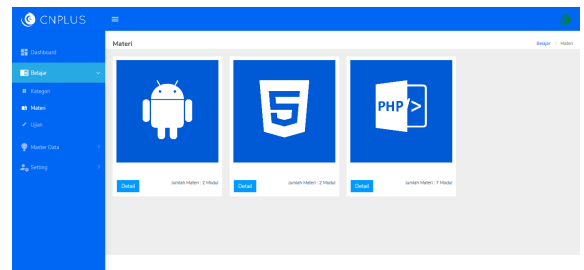 CNPLUS
Dashboard
Belajar
Kategori
Materi
Ujian
Master Data
Setting
Materi
Belajar > Materi
5
PHP
Detail
Jumlah Materi : 2 Modul
Detail
Jumlah Materi : 2 Modul
Detail
Jumlah Materi : 7 Modul